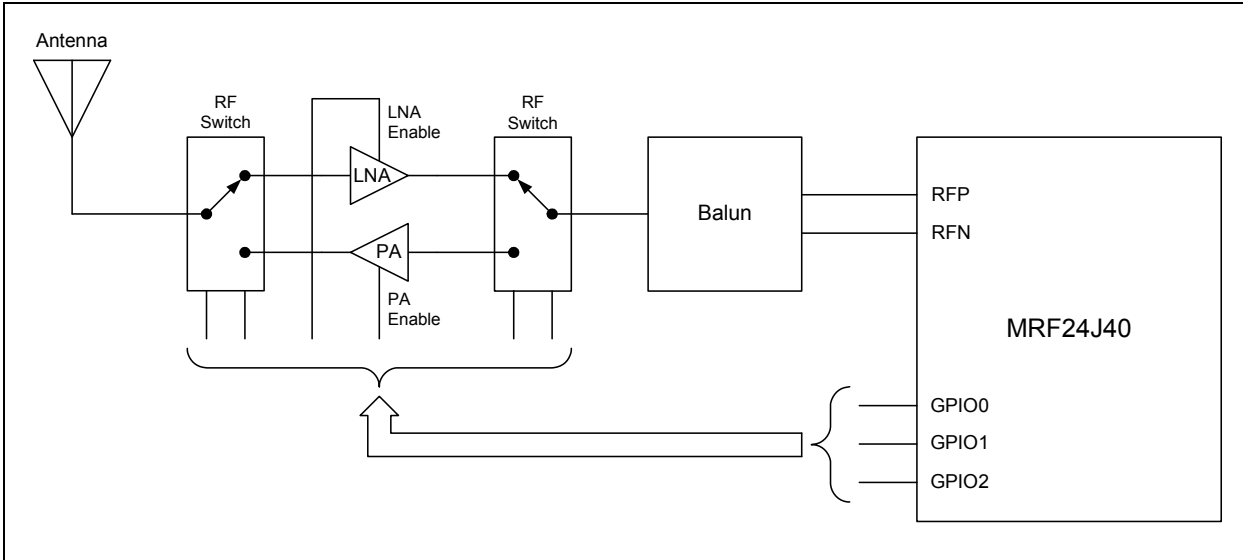 Antenna
RF
Switch
LNA
Enable
RF
Switch
LNA
PA
PA
Enable
Balun
RFP
RFN
MRF24J40
GPIO0
GPIO1
GPIO2